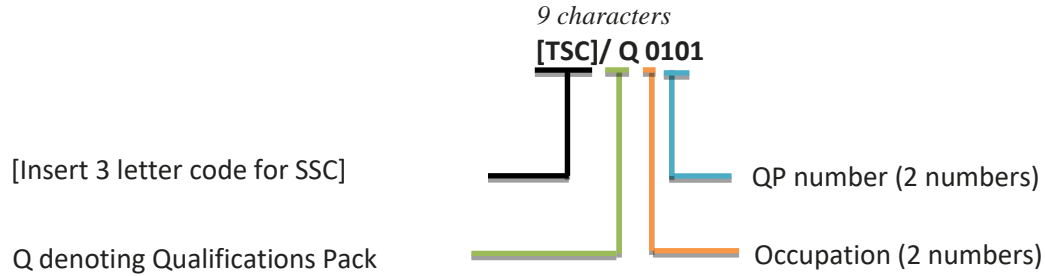 9 characters
[TSC]/ Q 0101
[Insert 3 letter code for SSC]
QP number (2 numbers)
Q denoting Qualifications Pack
Occupation (2 numbers)